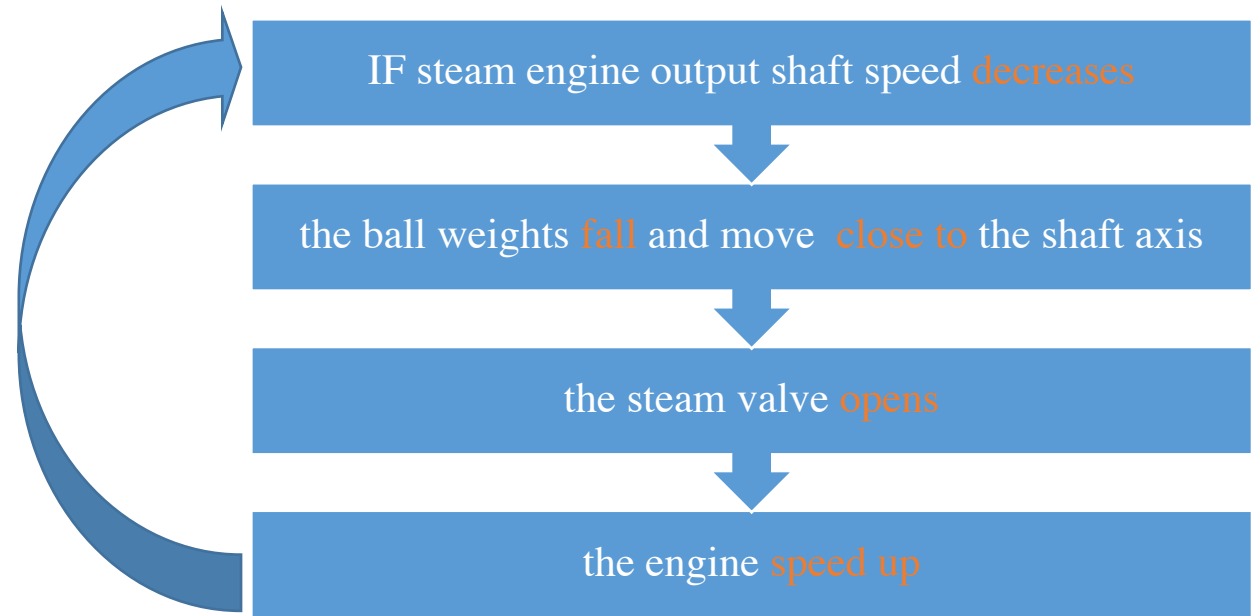 IF steam engine output shaft speed decreases
the ball weights fall and move close to the shaft axis
the steam valve opens
the engine speed up